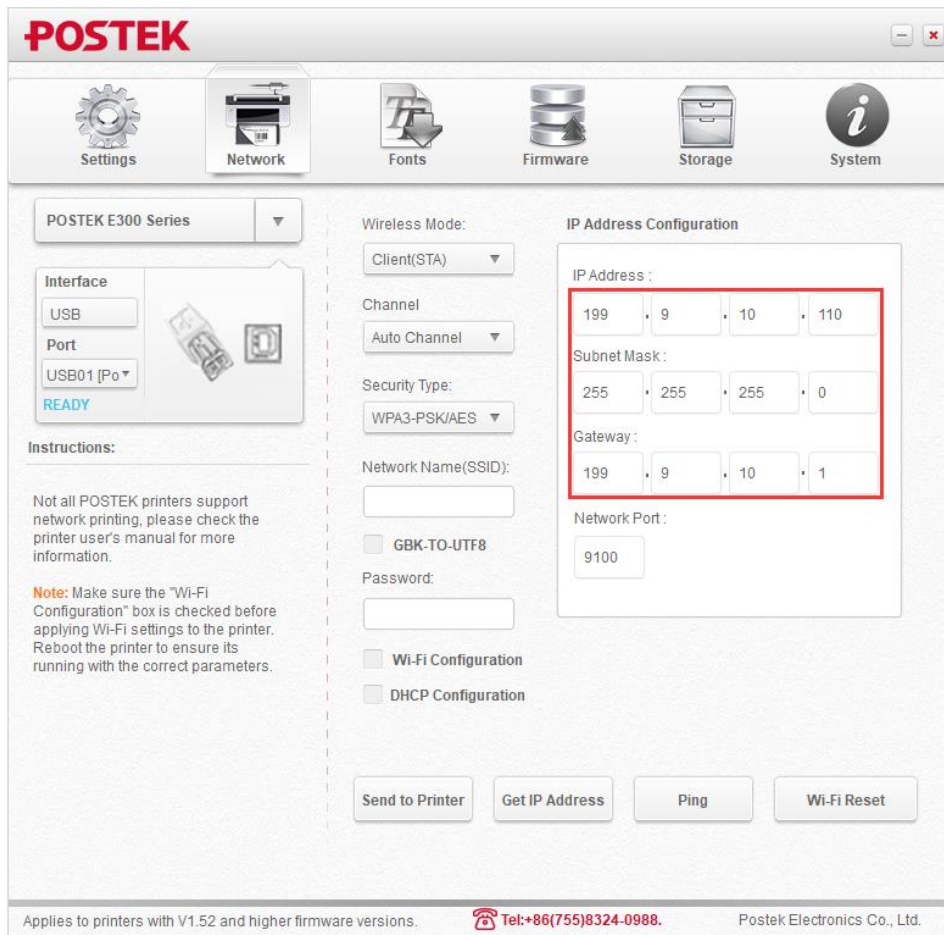 POSTEK
Settings
Network
Fonts
Firmware
Storage
System
POSTEK E300 Series
Interface
USB
Port
USB01 [Po
READY
Instructions:
Not all POSTEK printers support
network printing, please check the
printer user's manual for more
information.
Note: Make sure the "Wi-Fi
Configuration" box is checked before
applying Wi-Fi settings to the printer.
Reboot the printer to ensure its
running with the correct parameters.
Wireless Mode:
Client(STA)
Channel
Auto Channel
Security Type:
WPA3-PSK/AES
Network Name(SSID):
GBK-TO-UTF8
Password:
Wi-Fi Configuration
DHCP Configuration
IP Address Configuration
IP Address :
199 . 9 . 10 . 110
Subnet Mask :
255 . 255 . 255 . 0
Gateway :
199 . 9 . 10 . 1
Network Port :
9100
Send to Printer
Get IP Address
Ping
Wi-Fi Reset
Applies to printers with V1.52 and higher firmware versions.
Tel:+86(755)8324-0988.
Postek Electronics Co., Ltd.